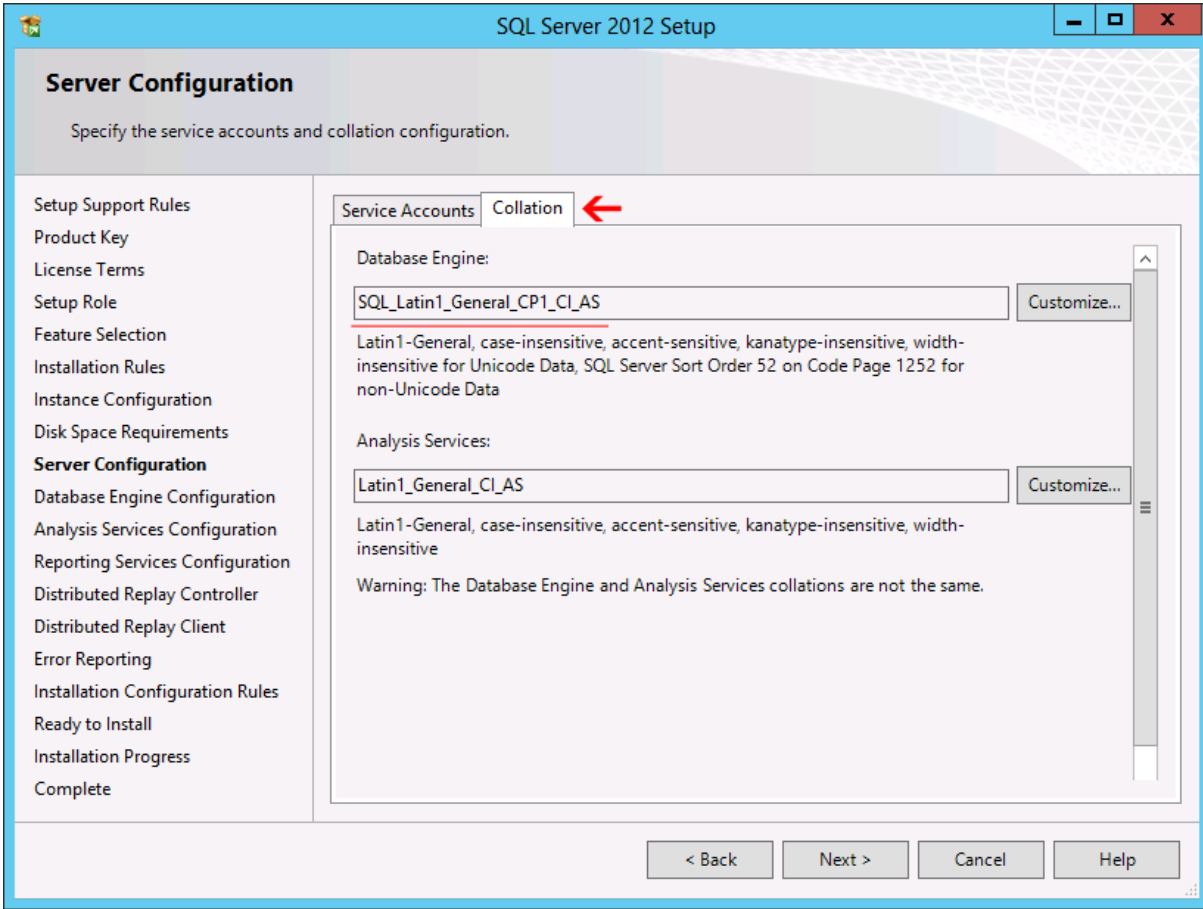 SQL Server 2012 Setup
Server Configuration
Specify the service accounts and collation configuration.
Setup Support Rules
Product Key
License Terms
Setup Role
Feature Selection
Installation Rules
Instance Configuration
Disk Space Requirements
Server Configuration
Database Engine Configuration
Analysis Services Configuration
Reporting Services Configuration
Distributed Replay Controller
Distributed Replay Client
Error Reporting
Installation Configuration Rules
Ready to Install
Installation Progress
Complete
Service Accounts Collation
Database Engine:
SQL_Latin1_General_CP1_CI_AS Customize...
Latin1-General, case-insensitive, accent-sensitive, kanatype-insensitive, width-
insensitive for Unicode Data, SQL Server Sort Order 52 on Code Page 1252 for
non-Unicode Data
Analysis Services:
Latin1_General_CI_AS Customize...
Latin1-General, case-insensitive, accent-sensitive, kanatype-insensitive, width-
insensitive
Warning: The Database Engine and Analysis Services collations are not the same.
< Back Next > Cancel Help